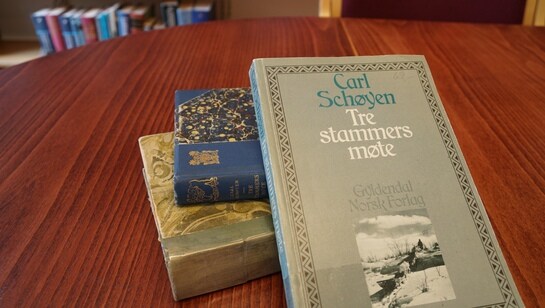 Carl
Schøyen
Tre
stammers
møte
Gyldendal
Norsk Forlag